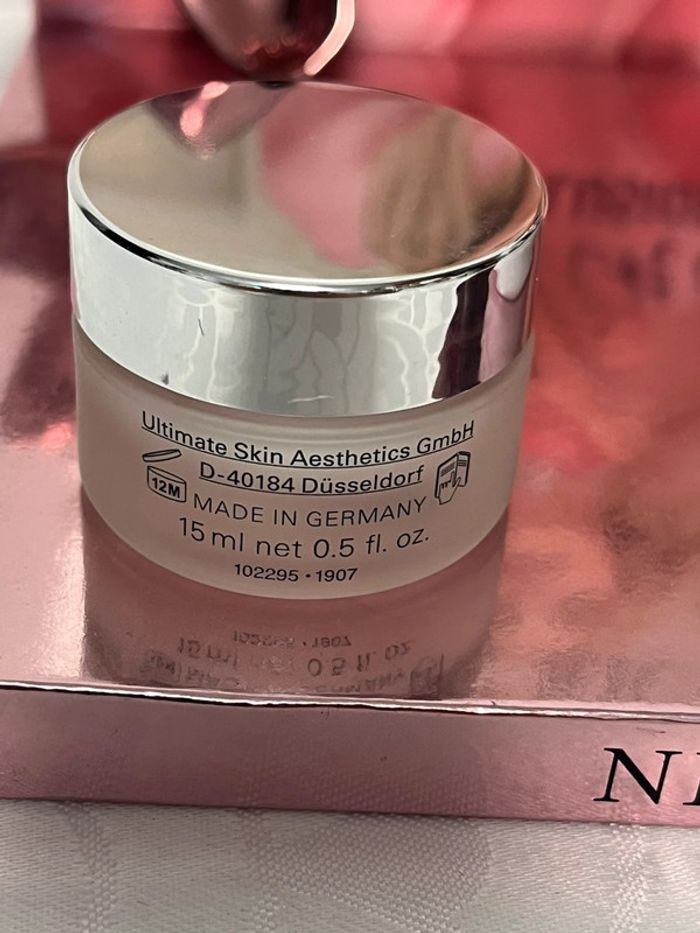 Ultimate Skin Aesthetics GmbH
D-40184 Düsseldorf
12M
MADE IN GERMANY
15 ml net 0.5 fl. oz.
102295 · 1907